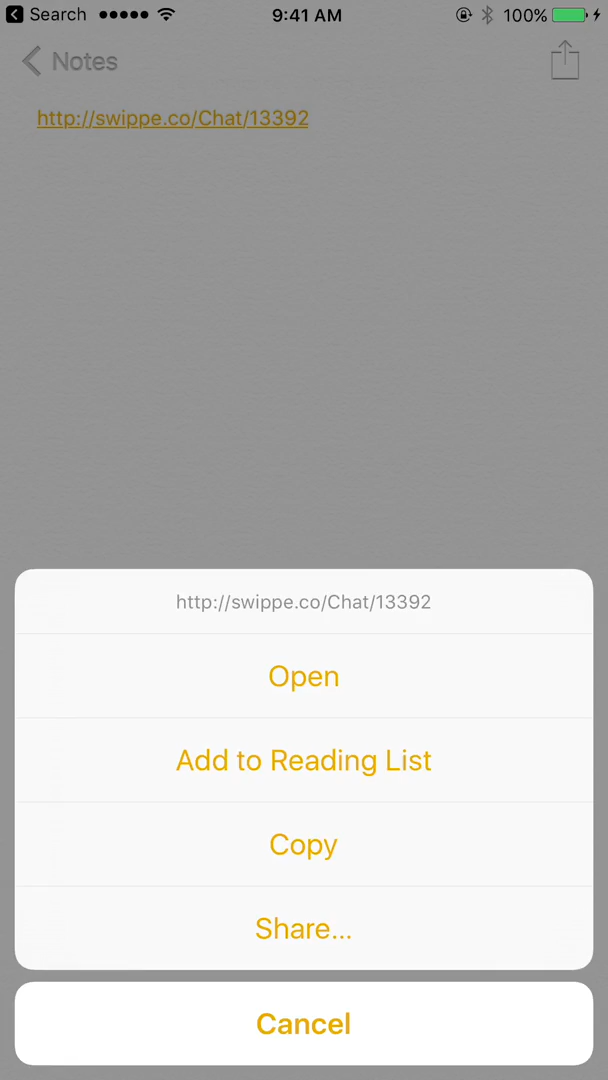 Search 9:41 AM 100%
Notes
http://swippe.co/Chat/13392
http://swippe.co/Chat/13392
Open
Add to Reading List
Copy
Share...
Cancel